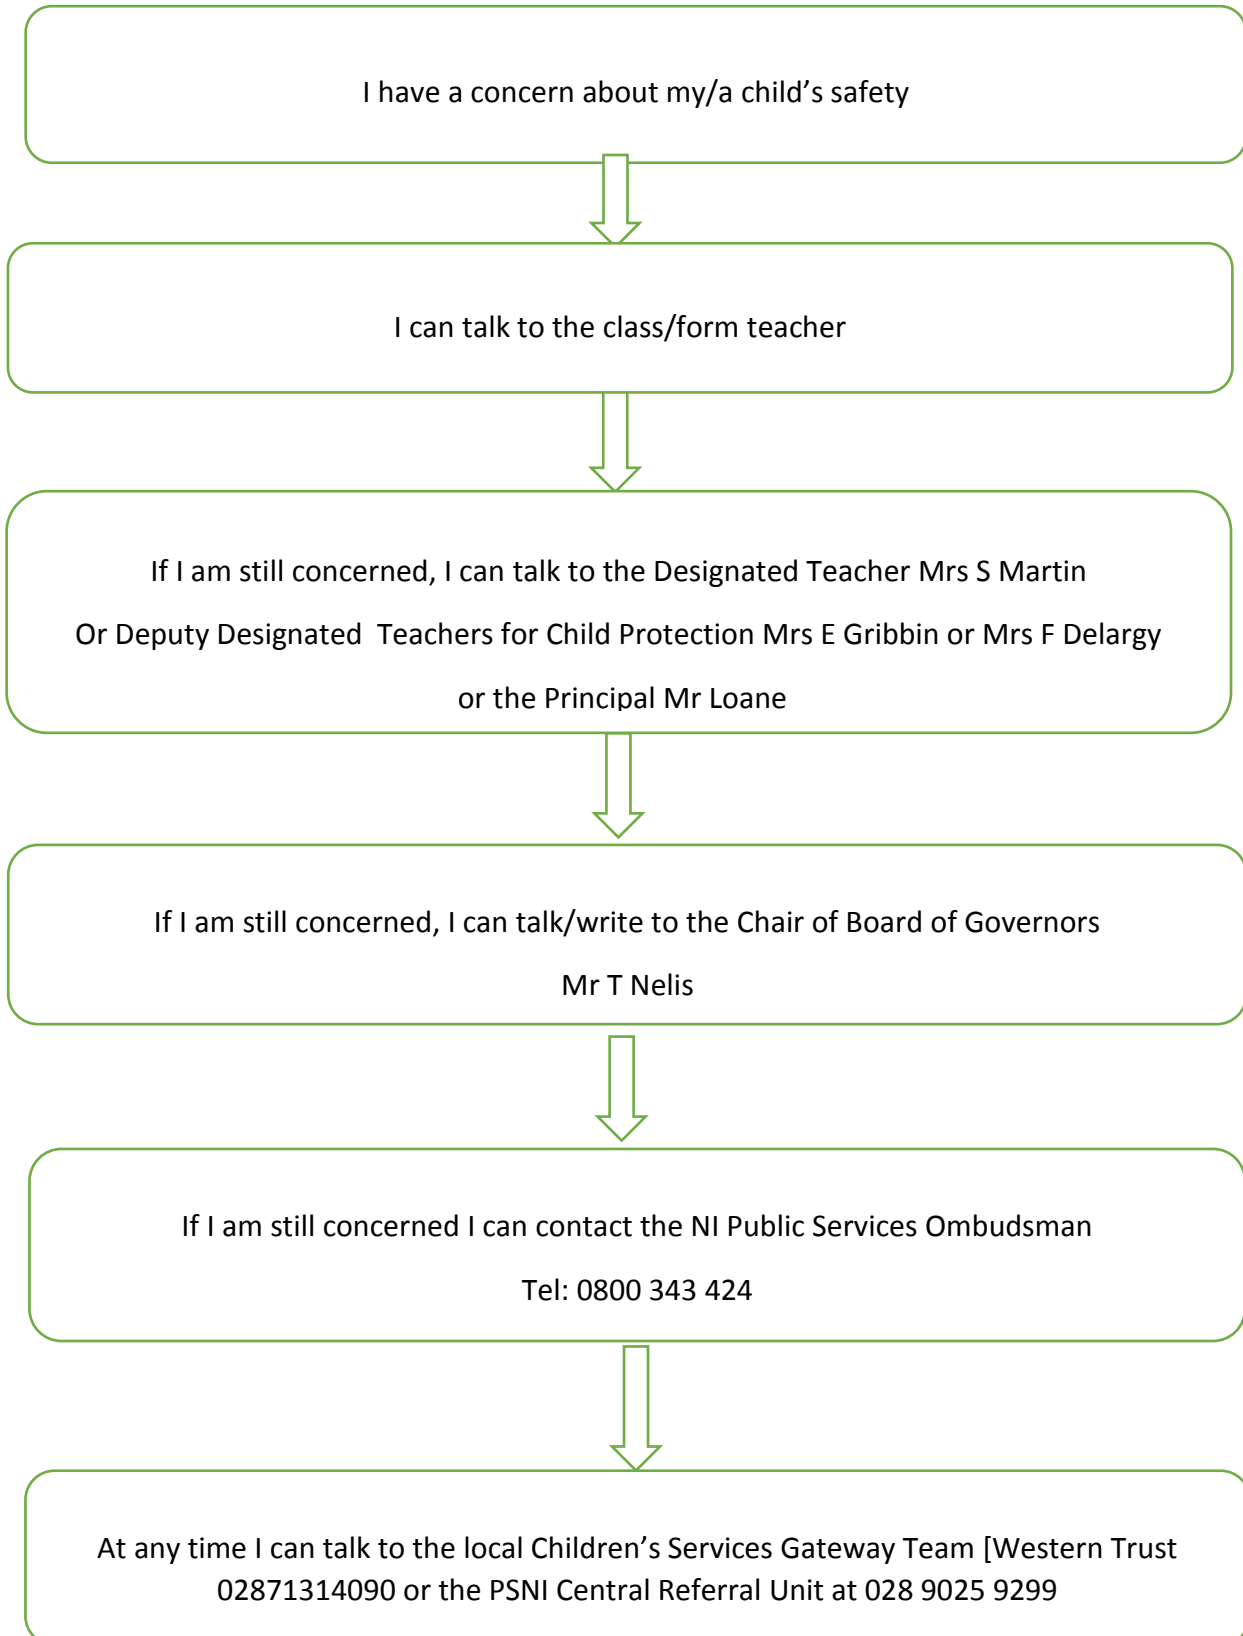 I have a concern about my/a child’s safety
I can talk to the class/form teacher
If I am still concerned, I can talk to the Designated Teacher Mrs S Martin
Or Deputy Designated  Teachers for Child Protection Mrs E Gribbin or Mrs F Delargy
or the Principal Mr Loane
If I am still concerned, I can talk/write to the Chair of Board of Governors
Mr T Nelis
If I am still concerned I can contact the NI Public Services Ombudsman
Tel: 0800 343 424
At any time I can talk to the local Children’s Services Gateway Team [Western Trust
02871314090 or the PSNI Central Referral Unit at 028 9025 9299